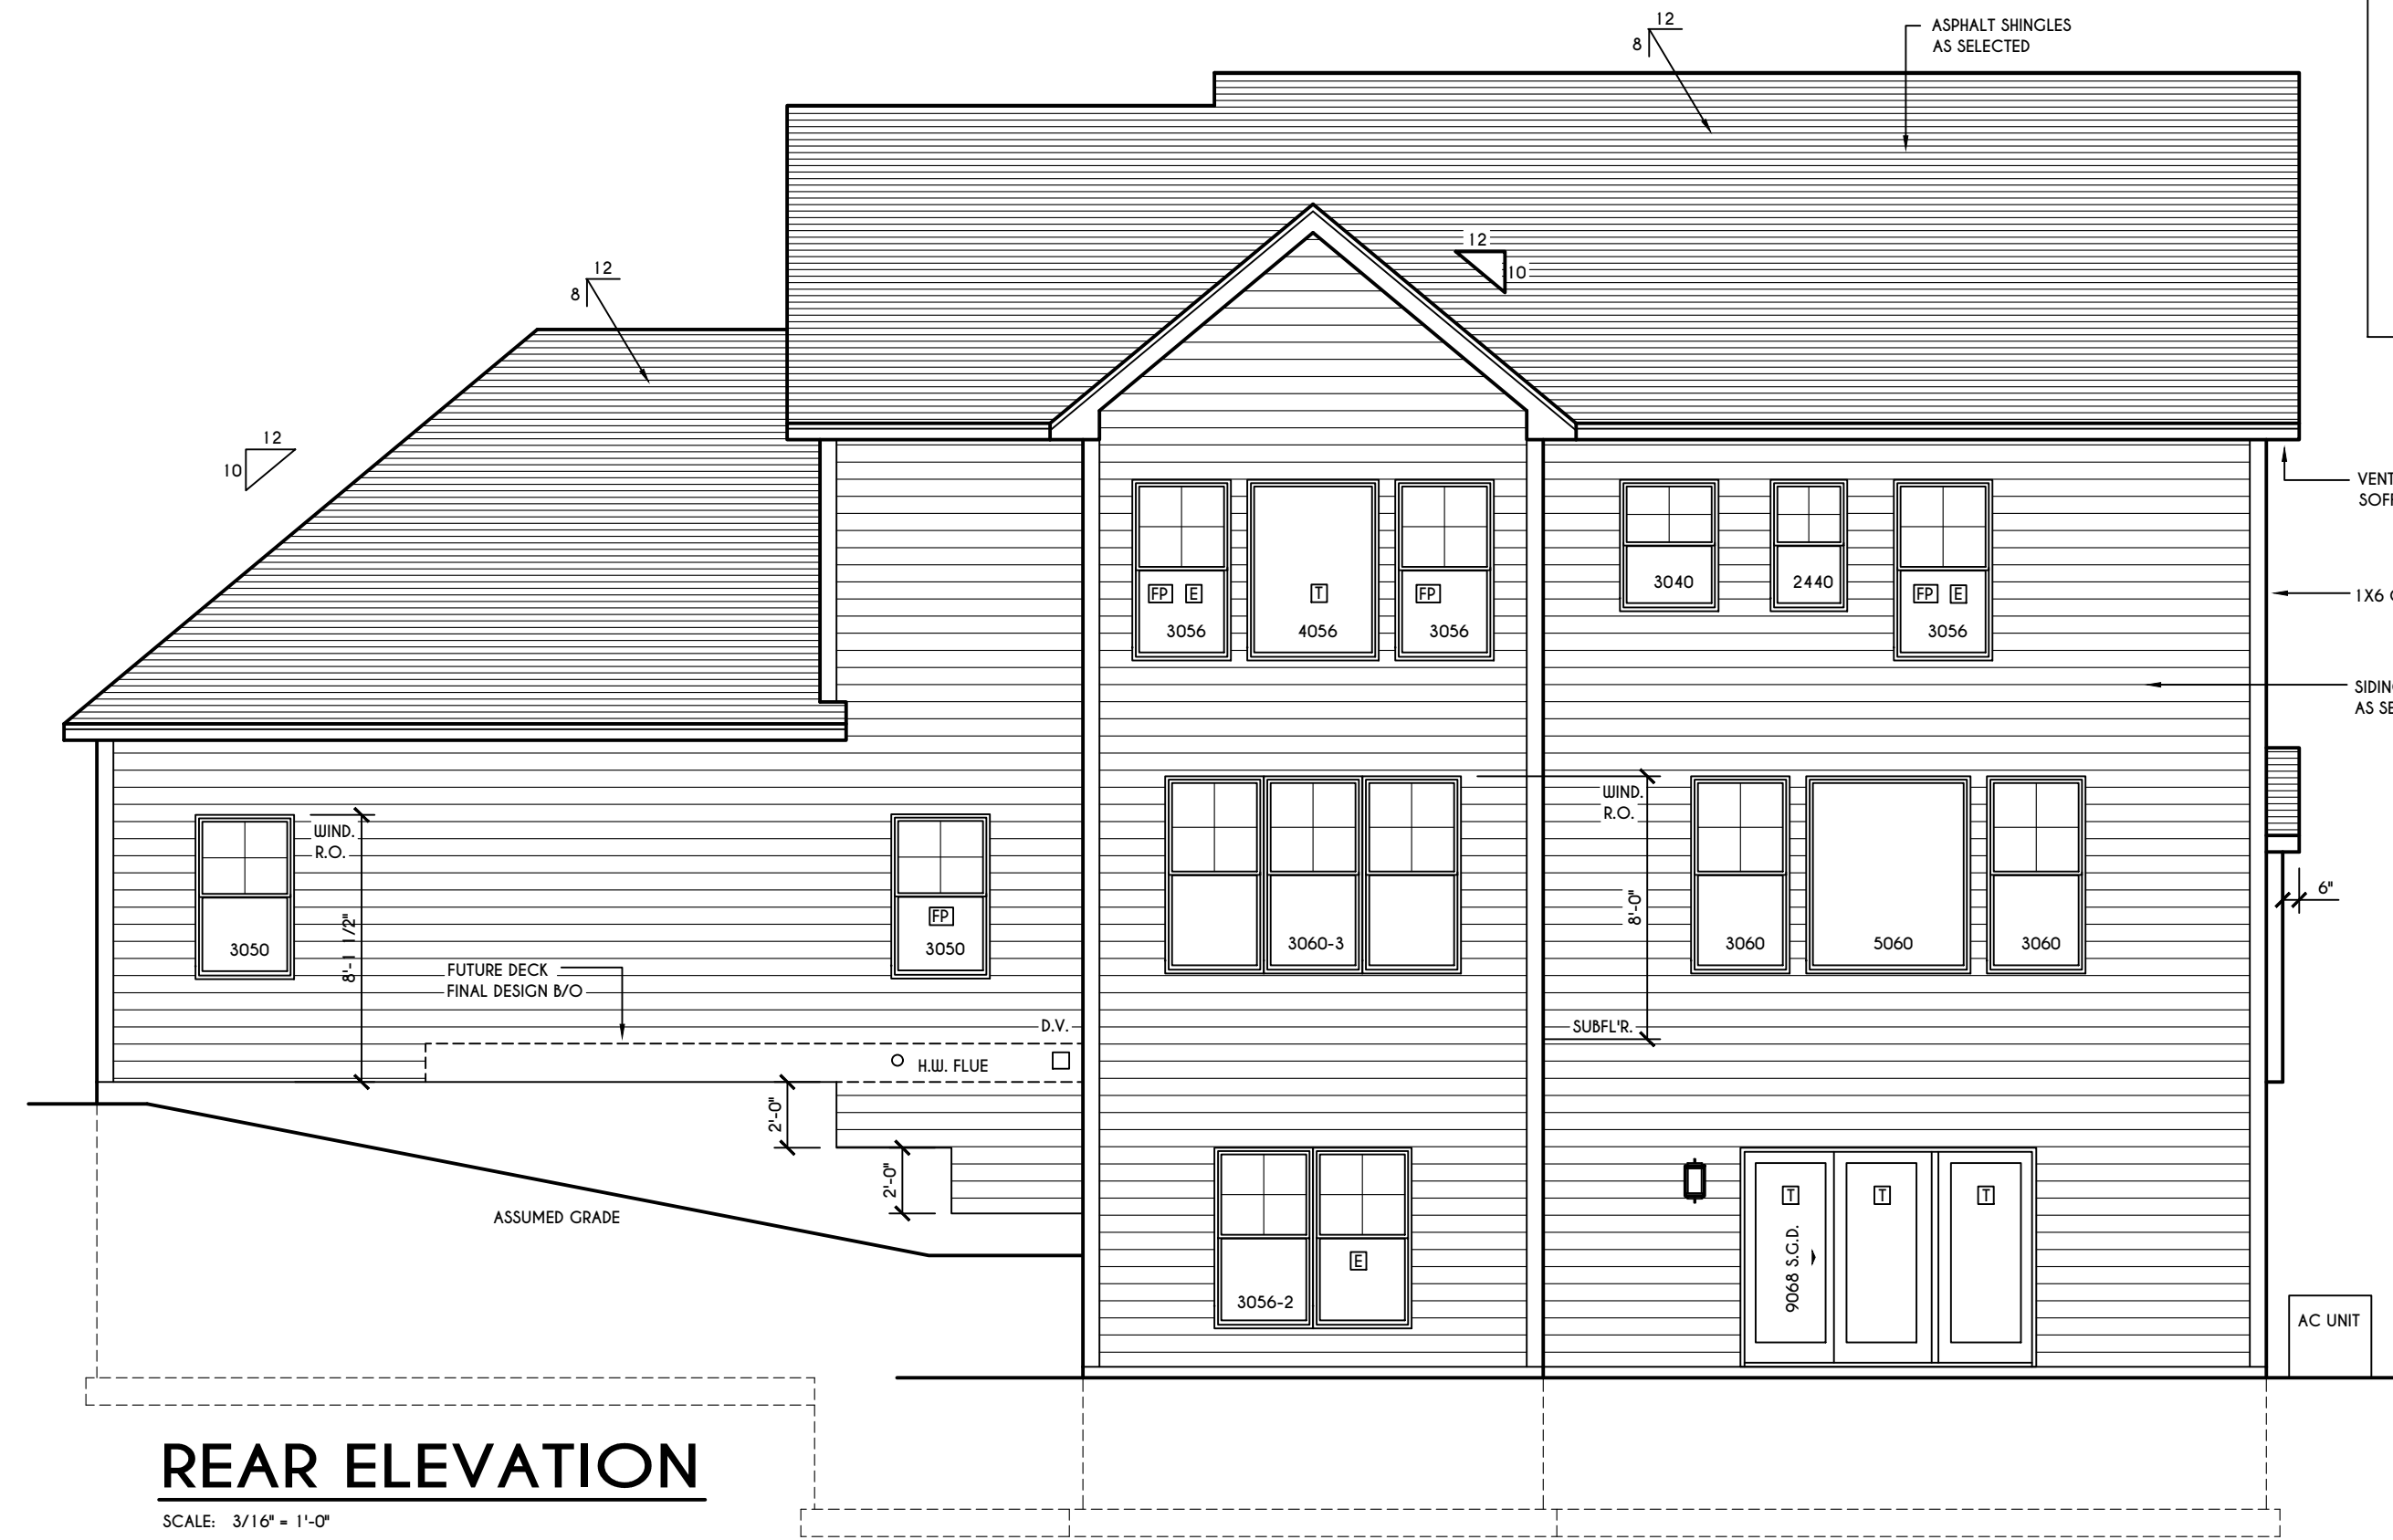 12
8
ASPHALT SHINGLES
AS SELECTED
12
10
12
8
12
10
VENT
SOFF
1X6
SIDIN
AS SE
FP E
3056
T
4056
FP
3056
3040
2440
FP E
3056
WIND.
R.O.
8'-1 1/2"
3050
FP
3050
3060-3
WIND.
R.O.
8'-0"
SUBFL'R.
3060
5060
3060
6"
FUTURE DECK
FINAL DESIGN B/O
D.V.
H.W. FLUE
2'-0"
2'-0"
ASSUMED GRADE
E
3056-2
T
T
T
9068 S.G.D.
AC UNIT
REAR ELEVATION
SCALE: 3/16" = 1'-0"